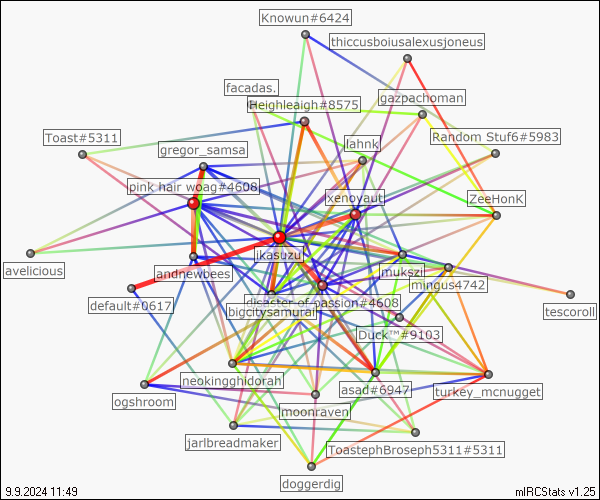 Knowun#6424
thiccusboiusalexusjoneus
facadas.
gazpachoman
Heighleaigh#8575
Toast#5311
Random Stuf6#5983
lahnk
gregor_samsa
pink hair woag#4608
xenoyaut
ZeeHonK
ikasuzu
avelicious
andrewbees
mukszi
mingus4742
default#0617
disaster of passion#4608
tescoroll
bigcitysamurai
Duck™#9103
neokingghidorah
asad#6947
turkey_mcnugget
ogshroom
moonraven
jarlbreadmaker
ToastephBroseph5311#5311
doggerdig
9.9.2024 11:49
mIRCStats v1.25